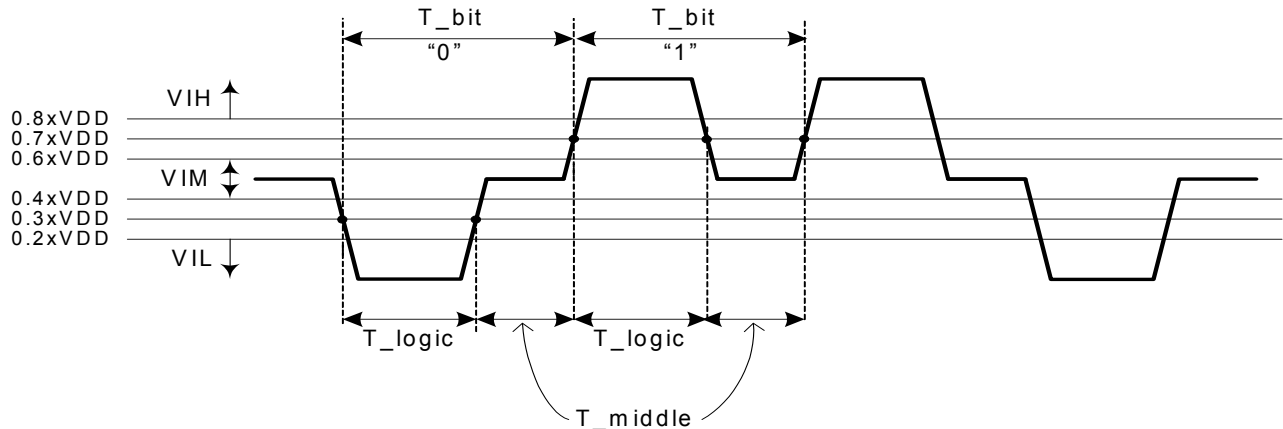 T_bit T_bit
“0” “1”
VIH
0.8xVDD
0.7xVDD
0.6xVDD
VIM
0.4xVDD
0.3xVDD
0.2xVDD
VIL
T_logic T_logic
T_middle